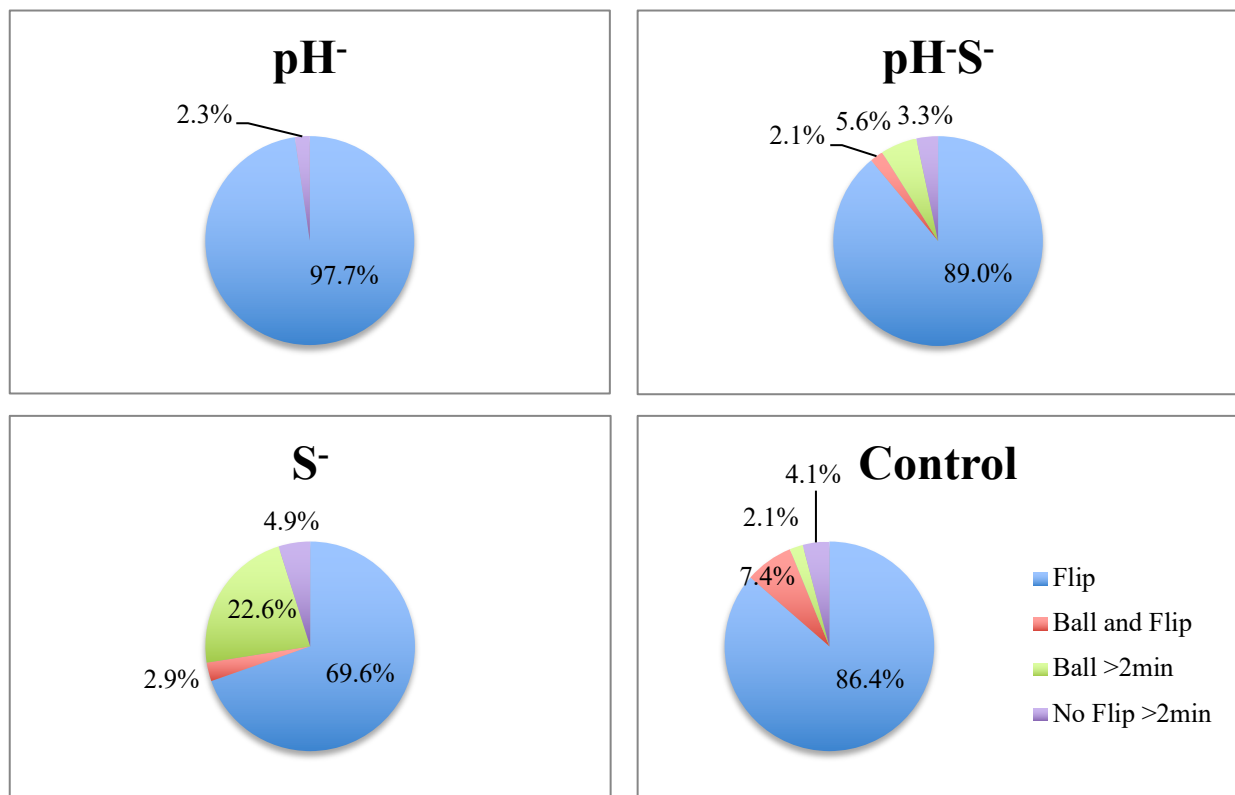 pH⁻
2.3%
97.7%
pH⁻S⁻
2.1%
5.6%
3.3%
89.0%
S⁻
4.9%
22.6%
2.9%
69.6%
Control
4.1%
2.1%
7.4%
86.4%
Flip
Ball and Flip
Ball >2min
No Flip >2min